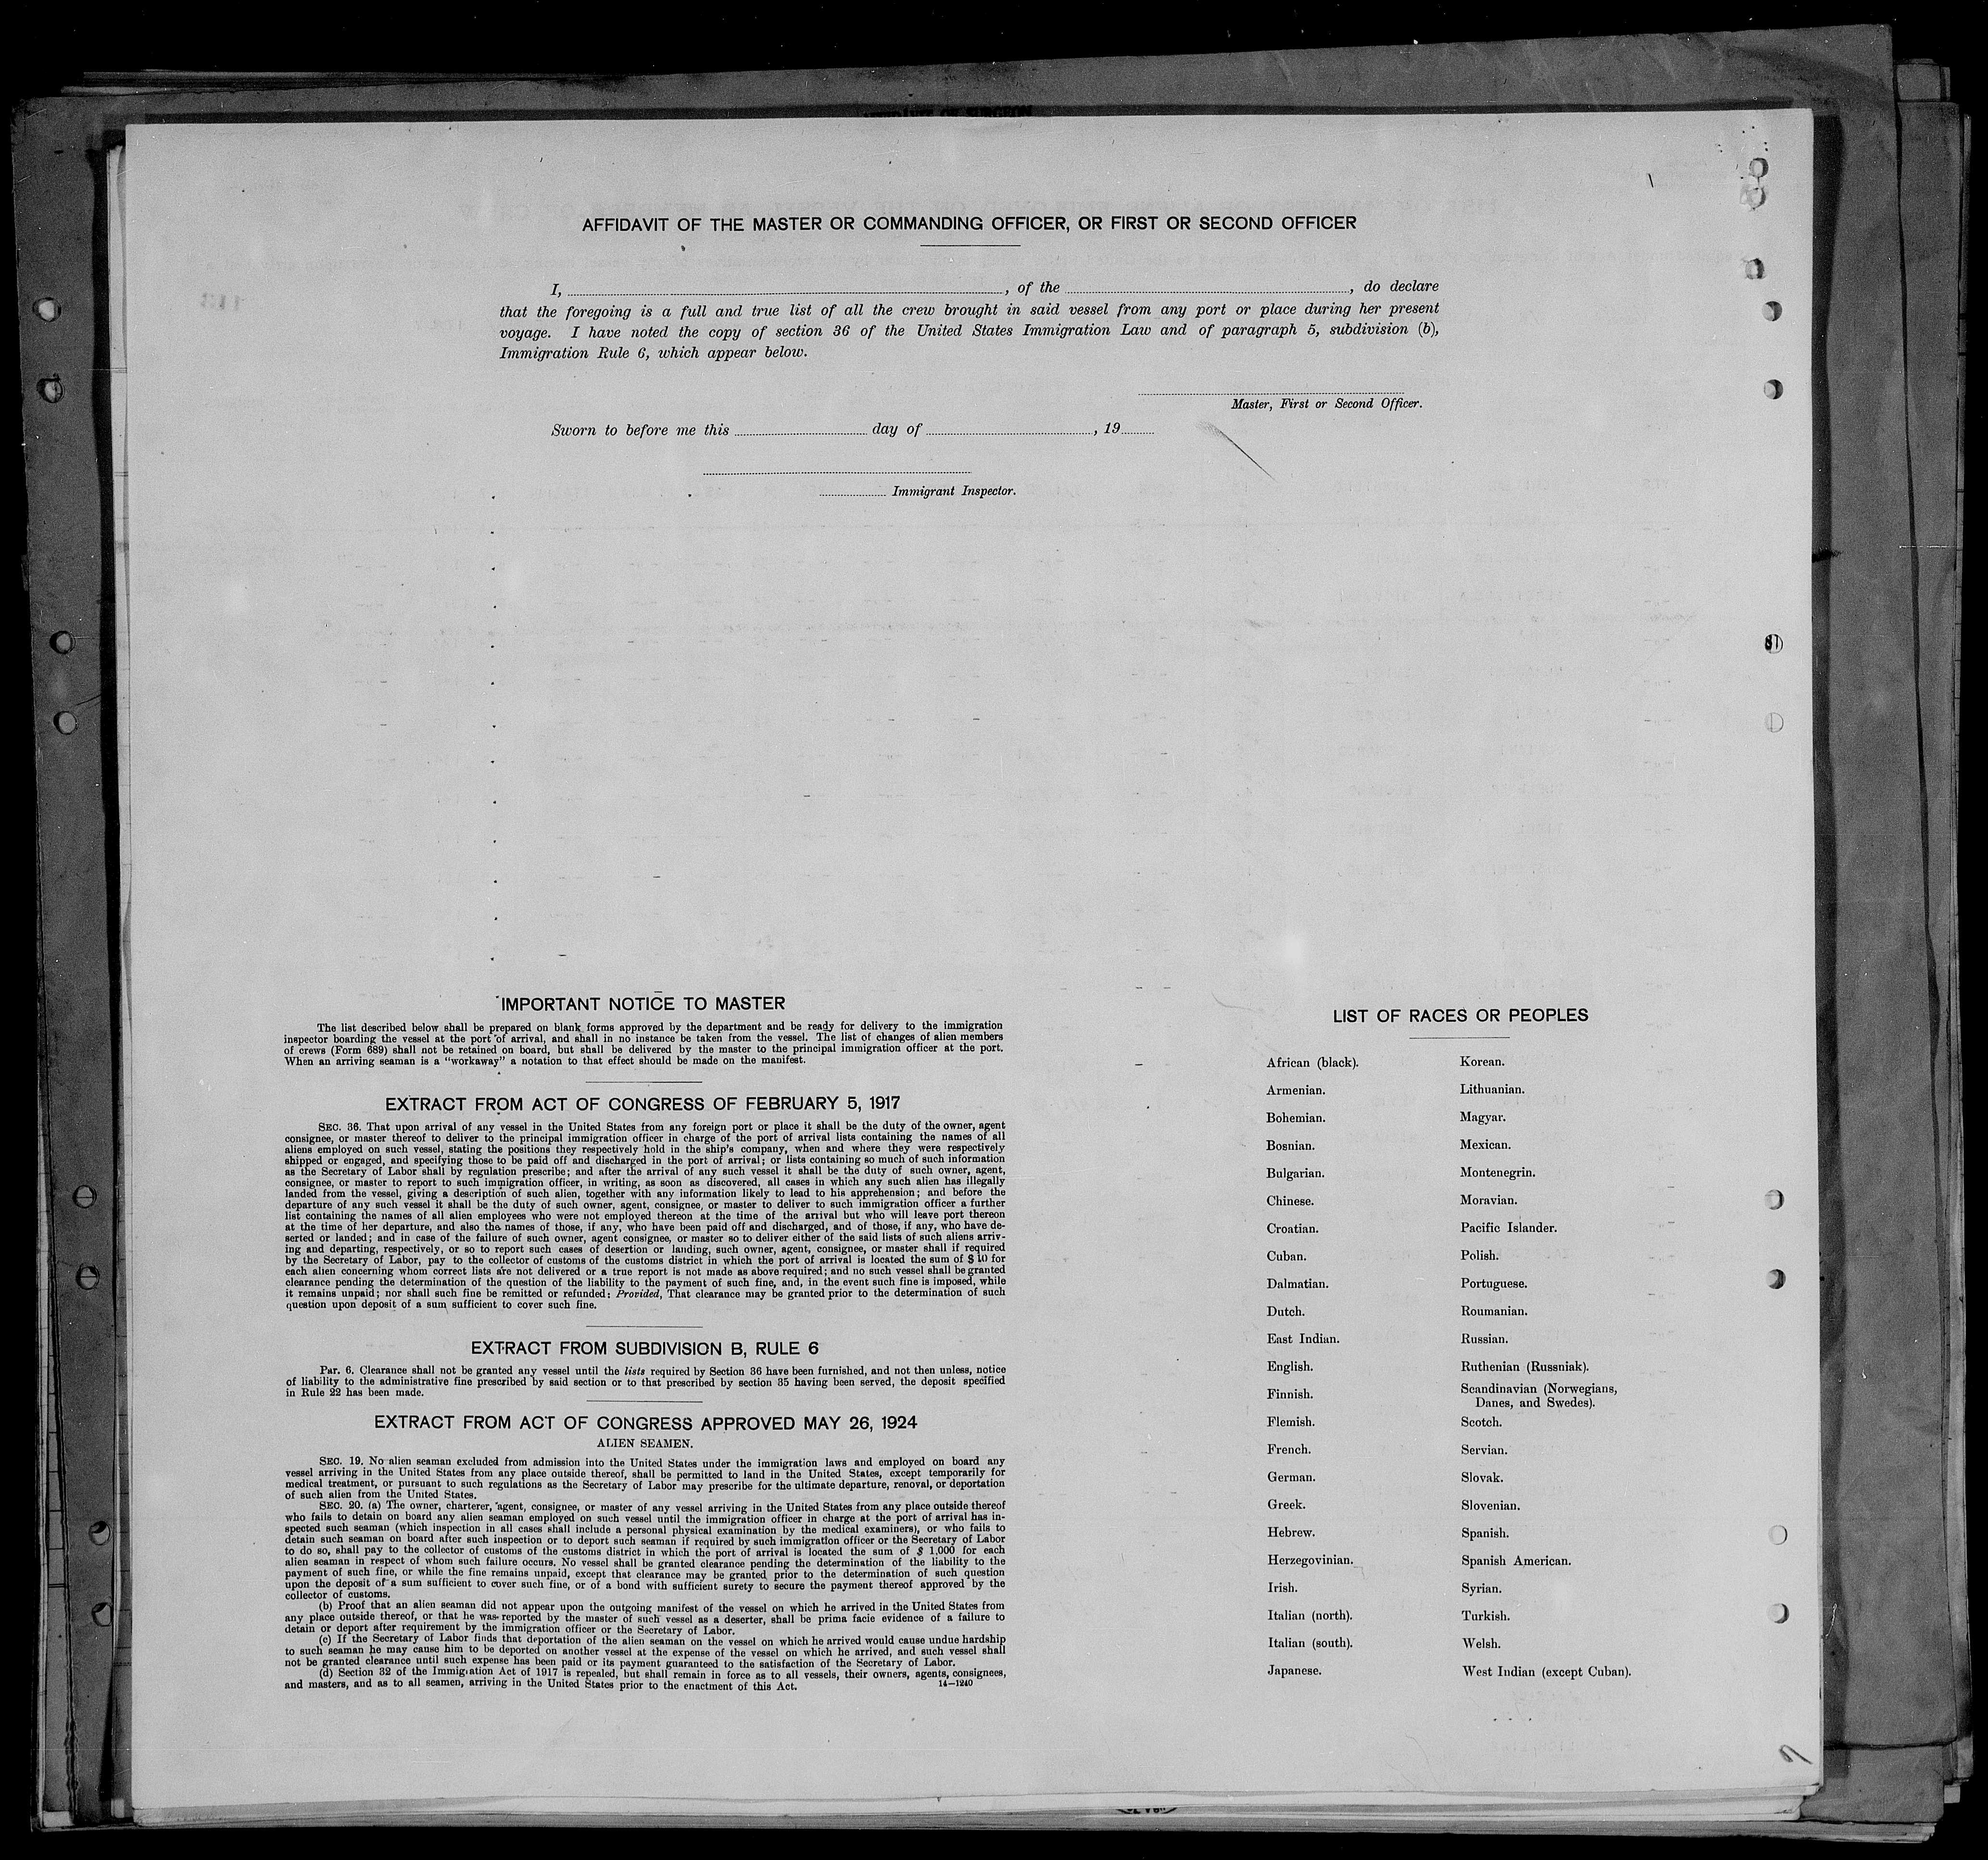 AFFIDAVIT OF THE MASTER OR COMMANDING OFFICER, OR FIRST OR SECOND OFFICER
I, , of the , do declare
that the foregoing is a full and true list of all the crew brought in said vessel from any port or place during her present
voyage. I have noted the copy of section 36 of the United States Immigration Law and of paragraph 5, subdivision (b),
Immigration Rule 6, which appear below.
Master, First or Second Officer.
Sworn to before me this day of , 19
Immigrant Inspector.
IMPORTANT NOTICE TO MASTER
The list described below shall be prepared on blank forms approved by the department and be ready for delivery to the immigration
inspector boarding the vessel at the port of arrival, and shall in no instance be taken from the vessel. The list of changes of alien members
of crews (Form 689) shall not be retained on board, but shall be delivered by the master to the principal immigration officer at the port.
When an arriving seaman is a "workaway" a notation to that effect should be made on the manifest.
EXTRACT FROM ACT OF CONGRESS OF FEBRUARY 5, 1917
SEC. 36. That upon arrival of any vessel in the United States from any foreign port or place it shall be the duty of the owner, agent
consignee, or master thereof to deliver to the principal immigration officer in charge of the port of arrival lists containing the names of all
aliens employed on such vessel, stating the positions they respectively hold in the ship's company, when and where they were respectively
shipped or engaged, and specifying those to be paid off and discharged in the port of arrival; or lists containing so much of such information
as the Secretary of Labor shall by regulation prescribe; and after the arrival of any such vessel it shall be the duty of such owner, agent,
consignee, or master to report to such immigration officer, in writing, as soon as discovered, all cases in which any such alien has illegally
landed from the vessel, giving a description of such alien, together with any information likely to lead to his apprehension; and before the
departure of any such vessel it shall be the duty of such owner, agent, consignee, or master to deliver to such immigration officer a further
list containing the names of all alien employees who were not employed thereon at the time of the arrival but who will leave port thereon
at the time of her departure, and also the names of those, if any, who have been paid off and discharged, and of those, if any, who have de-
serted or landed; and in case of the failure of such owner, agent consignee, or master so to deliver either of the said lists of such aliens arriv-
ing and departing, respectively, or so to report such cases of desertion or landing, such owner, agent, consignee, or master shall if required
by the Secretary of Labor, pay to the collector of customs of the customs district in which the port of arrival is located the sum of $ 10 for
each alien concerning whom correct lists are not delivered or a true report is not made as above required; and no such vessel shall be granted
clearance pending the determination of the question of the liability to the payment of such fine, and, in the event such fine is imposed, while
it remains unpaid; nor shall such fine be remitted or refunded: Provided, That clearance may be granted prior to the determination of such
question upon deposit of a sum sufficient to cover such fine.
EXTRACT FROM SUBDIVISION B, RULE 6
Par. 6. Clearance shall not be granted any vessel until the lists required by Section 36 have been furnished, and not then unless, notice
of liability to the administrative fine prescribed by said section or to that prescribed by section 35 having been served, the deposit specified
in Rule 22 has been made.
EXTRACT FROM ACT OF CONGRESS APPROVED MAY 26, 1924
ALIEN SEAMEN.
SEC. 19. No alien seaman excluded from admission into the United States under the immigration laws and employed on board any
vessel arriving in the United States from any place outside thereof, shall be permitted to land in the United States, except temporarily for
medical treatment, or pursuant to such regulations as the Secretary of Labor may prescribe for the ultimate departure, renoval, or deportation
of such alien from the United States.
SEC. 20. (a) The owner, charterer, agent, consignee, or master of any vessel arriving in the United States from any place outside thereof
who fails to detain on board any alien seaman employed on such vessel until the immigration officer in charge at the port of arrival has in-
spected such seaman (which inspection in all cases shall include a personal physical examination by the medical examiners), or who fails to
detain such seaman on board after such inspection or to deport such seaman if required by such immigration officer or the Secretary of Labor
to do so, shall pay to the collector of customs of the customs district in which the port of arrival is located the sum of $ 1,000 for each
alien seaman in respect of whom such failure occurs. No vessel shall be granted clearance pending the determination of the liability to the
payment of such fine, or while the fine remains unpaid, except that clearance may be granted prior to the determination of such question
upon the deposit of a sum sufficient to cover such fine, or of a bond with sufficient surety to secure the payment thereof approved by the
collector of customs.
(b) Proof that an alien seaman did not appear upon the outgoing manifest of the vessel on which he arrived in the United States from
any place outside thereof, or that he was reported by the master of such vessel as a deserter, shall be prima facie evidence of a failure to
detain or deport after requirement by the immigration officer or the Secretary of Labor.
(c) If the Secretary of Labor finds that deportation of the alien seaman on the vessel on which he arrived would cause undue hardship
to such seaman he may cause him to be deported on another vessel at the expense of the vessel on which he arrived, and such vessel shall
not be granted clearance until such expense has been paid or its payment guaranteed to the satisfaction of the Secretary of Labor.
(d) Section 32 of the Immigration Act of 1917 is repealed, but shall remain in force as to all vessels, their owners, agents, consignees,
and masters, and as to all seamen, arriving in the United States prior to the enactment of this Act.
14—1240
LIST OF RACES OR PEOPLES
African (black).
Armenian.
Bohemian.
Bosnian.
Bulgarian.
Chinese.
Croatian.
Cuban.
Dalmatian.
Dutch.
East Indian.
English.
Finnish.
Flemish.
French.
German.
Greek.
Hebrew.
Herzegovinian.
Irish.
Italian (north).
Italian (south).
Japanese.
Korean.
Lithuanian.
Magyar.
Mexican.
Montenegrin.
Moravian.
Pacific Islander.
Polish.
Portuguese.
Roumanian.
Russian.
Ruthenian (Russniak).
Scandinavian (Norwegians,
Danes, and Swedes).
Scotch.
Servian.
Slovak.
Slovenian.
Spanish.
Spanish American.
Syrian.
Turkish.
Welsh.
West Indian (except Cuban).